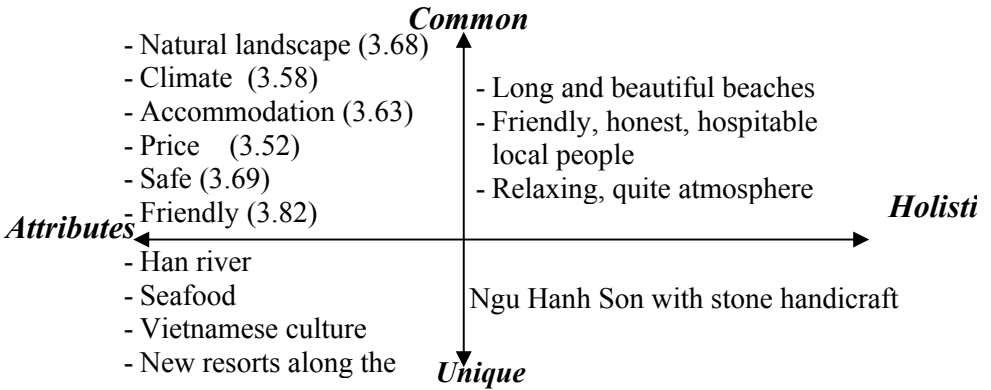 Common
- Natural landscape (3.68)
- Climate (3.58)
- Accommodation (3.63)
- Price (3.52)
- Safe (3.69)
- Friendly (3.82)
- Long and beautiful beaches
- Friendly, honest, hospitable
local people
- Relaxing, quite atmosphere
Attributes
Holisti
- Han river
- Seafood
- Vietnamese culture
- New resorts along the
Ngu Hanh Son with stone handicraft
Unique